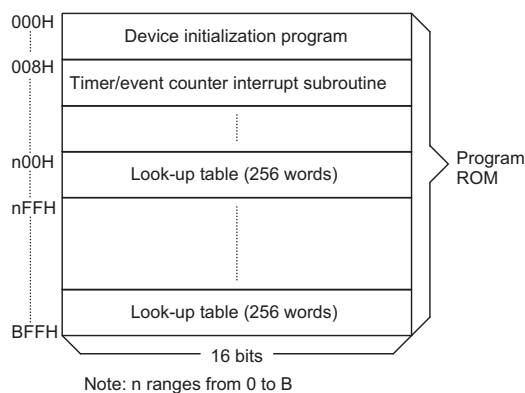 000H
Device initialization program
008H
Timer/event counter interrupt subroutine
n00H
Look-up table (256 words)
nFFH
Program
ROM
Look-up table (256 words)
BFFH
16 bits
Note: n ranges from 0 to B